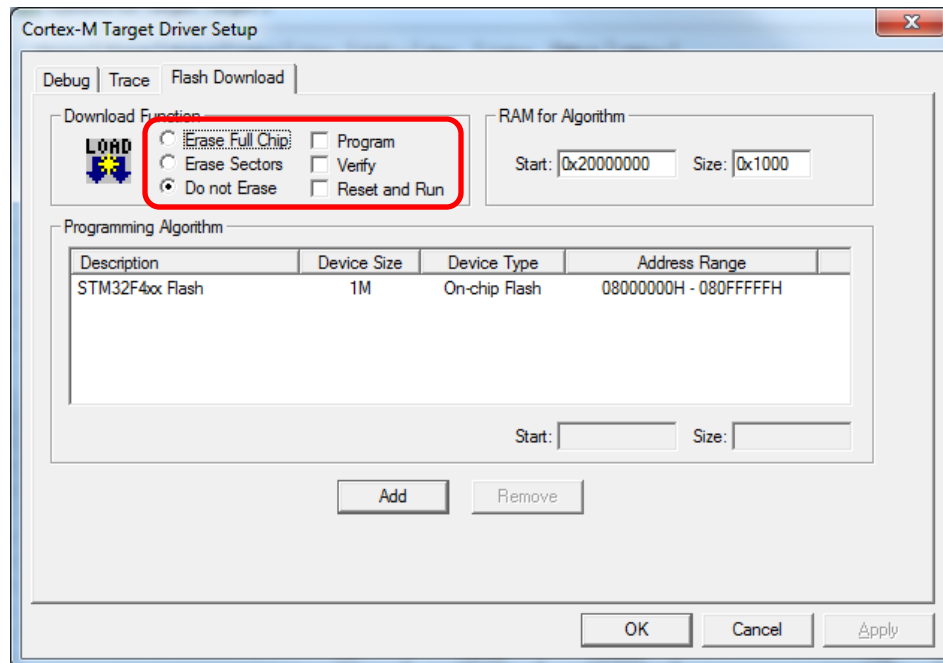 Cortex-M Target Driver Setup
Debug Trace Flash Download
Download Function
LOAD
Erase Full Chip Program
Erase Sectors Verify
Do not Erase Reset and Run
RAM for Algorithm
Start: 0x20000000 Size: 0x1000
Programming Algorithm
Description Device Size Device Type Address Range
STM32F4xx Flash 1M On-chip Flash 08000000H - 080FFFFFH
Start: Size:
Add Remove
OK Cancel Apply